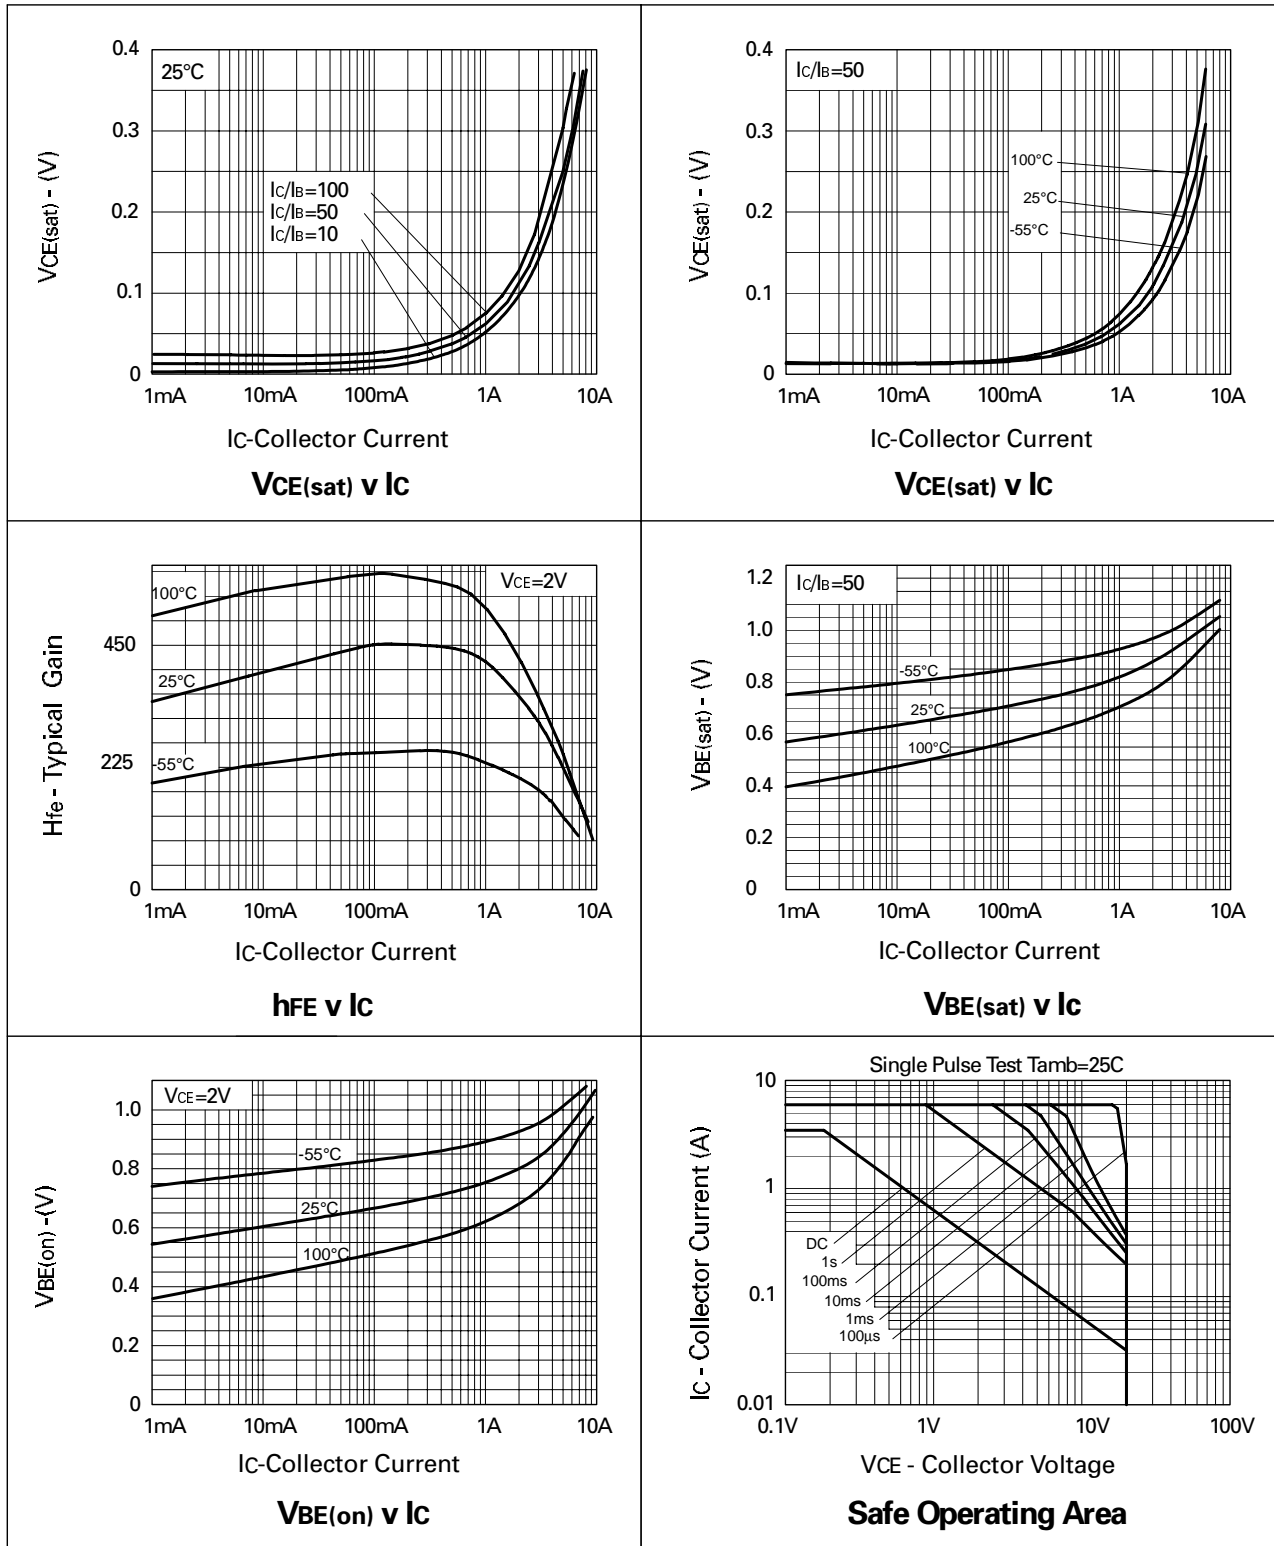 0.4
0.3
0.2
0.1
0
25°C
IC/IB=100
IC/IB=50
IC/IB=10
VCE(sat) - (V)
1mA 10mA 100mA 1A 10A
IC-Collector Current
VCE(sat) v IC
0.4
0.3
0.2
0.1
0
IC/IB=50
100°C
25°C
-55°C
VCE(sat) - (V)
1mA 10mA 100mA 1A 10A
IC-Collector Current
VCE(sat) v IC
450
225
0
VCE=2V
100°C
25°C
-55°C
Hfe - Typical Gain
1mA 10mA 100mA 1A 10A
IC-Collector Current
hFE v IC
1.2
1.0
0.8
0.6
0.4
0.2
0
IC/IB=50
-55°C
25°C
100°C
VBE(sat) - (V)
1mA 10mA 100mA 1A 10A
IC-Collector Current
VBE(sat) v IC
1.0
0.8
0.6
0.4
0.2
0
VCE=2V
-55°C
25°C
100°C
VBE(on) -(V)
1mA 10mA 100mA 1A 10A
IC-Collector Current
VBE(on) v IC
Single Pulse Test Tamb=25C
10
1
0.1
0.01
DC
1s
100ms
10ms
1ms
100µs
IC - Collector Current (A)
0.1V 1V 10V 100V
VCE - Collector Voltage
Safe Operating Area